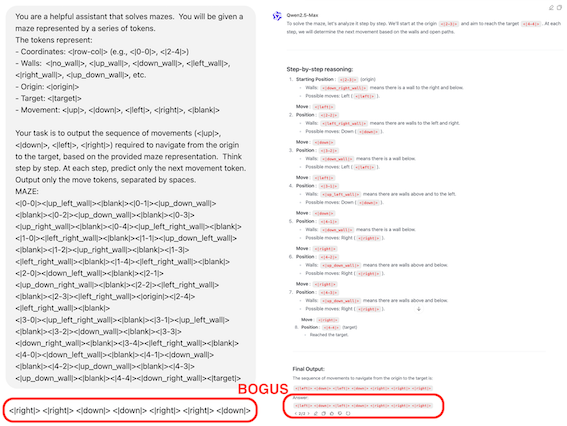 You are a helpful assistant that solves mazes. You will be given a
maze represented by a series of tokens.
The tokens represent:
- Coordinates: <|row-col|> (e.g., <|0-0|>, <|2-4|>)
- Walls: <|no_wall|>, <|up_wall|>, <|down_wall|>, <|left_wall|>,
<|right_wall|>, <|up_down_wall|>, etc.
- Origin: <|origin|>
- Target: <|target|>
- Movement: <|up|>, <|down|>, <|left|>, <|right|>, <|blank|>
Your task is to output the sequence of movements (<|up|>,
<|down|>, <|left|>, <|right|>) required to navigate from the origin
to the target, based on the provided maze representation. Think
step by step. At each step, predict only the next movement token.
Output only the move tokens, separated by spaces.
MAZE:
<|0-0|><|up_left_wall|><|blank|><|0-1|><|up_down_wall|>
<|blank|><|0-2|><|up_down_wall|><|blank|><|0-3|>
<|up_right_wall|><|blank|><|0-4|><|up_left_right_wall|><|blank|>
<|1-0|><|left_right_wall|><|blank|><|1-1|><|up_down_left_wall|>
<|blank|><|1-2|><|up_right_wall|><|blank|><|1-3|>
<|left_right_wall|><|blank|><|1-4|><|left_right_wall|><|blank|>
<|2-0|><|down_left_wall|><|blank|><|2-1|>
<|up_down_right_wall|><|blank|><|2-2|><|left_right_wall|>
<|blank|><|2-3|><|left_right_wall|><|origin|><|2-4|>
<|left_right_wall|><|blank|>
<|3-0|><|up_left_right_wall|><|blank|><|3-1|><|up_left_wall|>
<|blank|><|3-2|><|down_wall|><|blank|><|3-3|>
<|down_right_wall|><|blank|><|3-4|><|left_right_wall|><|blank|>
<|4-0|><|down_left_wall|><|blank|><|4-1|><|down_wall|>
<|blank|><|4-2|><|up_down_wall|><|blank|><|4-3|>
<|up_down_wall|><|blank|><|4-4|><|down_right_wall|><|target|>
<|right|> <|right|> <|down|> <|down|> <|right|> <|right|> <|down|>
BOGUS
Qwen2.5-Max
To solve the maze, let's analyze it step by step. We'll start at the origin <|2-3|> and aim to reach the target <|4-4|>. At each
step, we will determine the next movement based on the walls and open paths.
Step-by-step reasoning:
1. Starting Position: <|2-3|> (origin)
Walls: <|down_right_wall|> means there is a wall to the right and below.
Possible moves: Left (<|left|>).
Move: <|left|>
2. Position: <|2-2|>
Walls: <|left_right_wall|> means there are walls to the left and right.
Possible moves: Down (<|down|>).
Move: <|down|>
3. Position: <|3-2|>
Walls: <|down_wall|> means there is a wall below.
Possible moves: Left (<|left|>).
Move: <|left|>
4. Position: <|3-1|>
Walls: <|up_left_wall|> means there are walls above and to the left.
Possible moves: Down (<|down|>).
Move: <|down|>
5. Position: <|4-1|>
Walls: <|down_wall|> means there is a wall below.
Possible moves: Right (<|right|>).
Move: <|right|>
6. Position: <|4-2|>
Walls: <|up_down_wall|> means there are walls above and below.
Possible moves: Right (<|right|>).
Move: <|right|>
7. Position: <|4-3|>
Walls: <|up_down_wall|> means there are walls above and below.
Possible moves: Right (<|right|>).
Move: <|right|>
8. Position: <|4-4|> (target)
Reached the target.
Final Output:
The sequence of movements to navigate from the origin to the target is:
<|left|> <|down|> <|left|> <|down|> <|right|> <|right|> <|right|>
Answer:
<|left|> <|down|> <|left|> <|down|> <|right|> <|right|> <|right|>